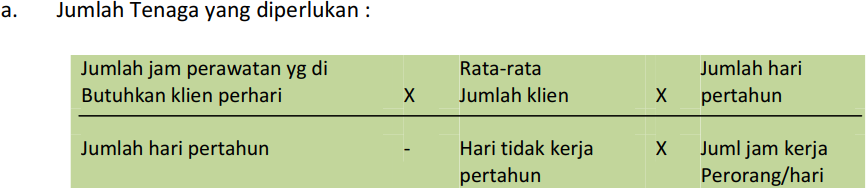 a. Jumlah Tenaga yang diperlukan :
Jumlah jam perawatan yg di Rata-rata Jumlah hari
Butuhkan klien perhari X Jumlah klien X pertahun
Jumlah hari pertahun - Hari tidak kerja X Juml jam kerja
pertahun Perorang/hari